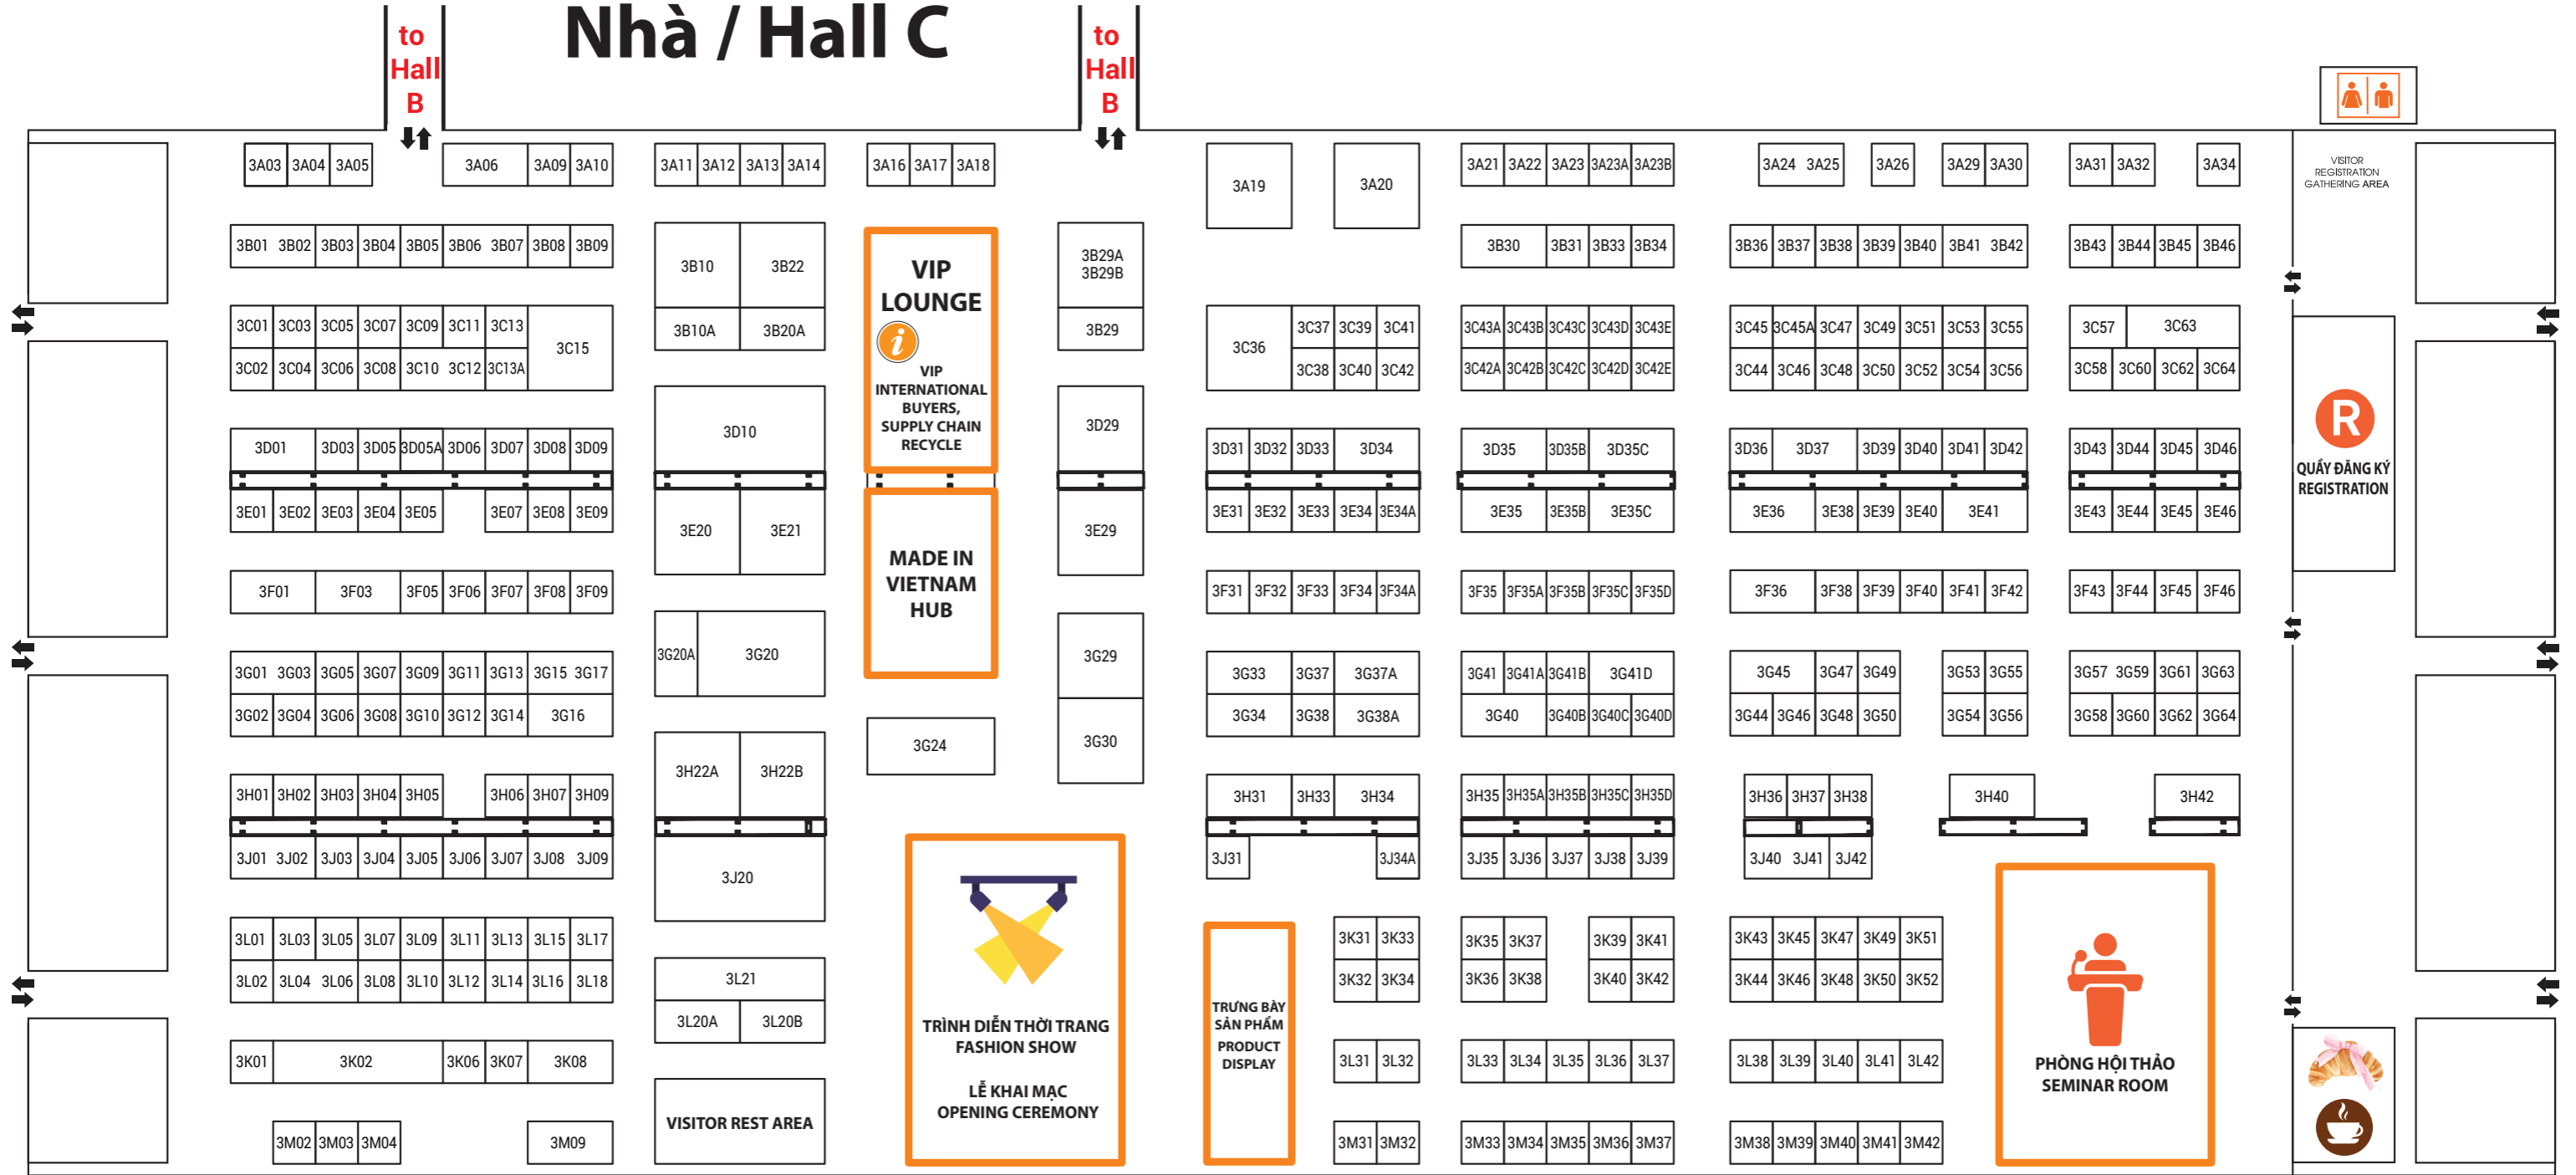 Nhà / Hall C
to
Hall
B
to
Hall
B
3A03 3A04 3A05 3A06 3A09 3A10 3A11 3A12 3A13 3A14 3A16 3A17 3A18 3A19 3A20 3A21 3A22 3A23 3A23A 3A23B 3A24 3A25 3A26 3A29 3A30 3A31 3A32 3A34
VISITOR
REGISTRATION
GATHERING AREA
3B01 3B02 3B03 3B04 3B05 3B06 3B07 3B08 3B09 3B10 3B22
VIP
LOUNGE
i
VIP
INTERNATIONAL
BUYERS,
SUPPLY CHAIN
RECYCLE
3B29A
3B29B
3B30 3B31 3B33 3B34 3B36 3B37 3B38 3B39 3B40 3B41 3B42 3B43 3B44 3B45 3B46
3B10A 3B20A 3B29
3C01 3C03 3C05 3C07 3C09 3C11 3C13 3C15 3C36 3C37 3C39 3C41 3C43A 3C43B 3C43C 3C43D 3C43E 3C45 3C45A 3C47 3C49 3C51 3C53 3C55 3C57 3C63
3C02 3C04 3C06 3C08 3C10 3C12 3C13A 3C38 3C40 3C42 3C42A 3C42B 3C42C 3C42D 3C42E 3C44 3C46 3C48 3C50 3C52 3C54 3C56 3C58 3C60 3C62 3C64
R
QUẦY ĐĂNG KÝ
REGISTRATION
3D01 3D03 3D05 3D05A 3D06 3D07 3D08 3D09 3D10 3D29 3D31 3D32 3D33 3D34 3D35 3D35B 3D35C 3D36 3D37 3D39 3D40 3D41 3D42 3D43 3D44 3D45 3D46
3E01 3E02 3E03 3E04 3E05 3E07 3E08 3E09 3E20 3E21 3E29 3E31 3E32 3E33 3E34 3E34A 3E35 3E35B 3E35C 3E36 3E38 3E39 3E40 3E41 3E43 3E44 3E45 3E46
MADE IN
VIETNAM
HUB
3F01 3F03 3F05 3F06 3F07 3F08 3F09 3F31 3F32 3F33 3F34 3F34A 3F35 3F35A 3F35B 3F35C 3F35D 3F36 3F38 3F39 3F40 3F41 3F42 3F43 3F44 3F45 3F46
3G01 3G03 3G05 3G07 3G09 3G11 3G13 3G15 3G17 3G20A 3G20 3G29 3G33 3G37 3G37A 3G41 3G41A 3G41B 3G41D 3G45 3G47 3G49 3G53 3G55 3G57 3G59 3G61 3G63
3G02 3G04 3G06 3G08 3G10 3G12 3G14 3G16 3G24 3G30 3G34 3G38 3G38A 3G40 3G40B 3G40C 3G40D 3G44 3G46 3G48 3G50 3G54 3G56 3G58 3G60 3G62 3G64
3H01 3H02 3H03 3H04 3H05 3H06 3H07 3H09 3H22A 3H22B 3H31 3H33 3H34 3H35 3H35A 3H35B 3H35C 3H35D 3H36 3H37 3H38 3H40 3H42
3J01 3J02 3J03 3J04 3J05 3J06 3J07 3J08 3J09 3J20 3J31 3J34A 3J35 3J36 3J37 3J38 3J39 3J40 3J41 3J42
3L01 3L03 3L05 3L07 3L09 3L11 3L13 3L15 3L17 3K31 3K33 3K35 3K37 3K39 3K41 3K43 3K45 3K47 3K49 3K51
3L02 3L04 3L06 3L08 3L10 3L12 3L14 3L16 3L18 3L21 3K32 3K34 3K36 3K38 3K40 3K42 3K44 3K46 3K48 3K50 3K52
3L20A 3L20B
TRÌNH DIỄN THỜI TRANG
FASHION SHOW
LỄ KHAI MẠC
OPENING CEREMONY
TRƯNG BÀY
SẢN PHẨM
PRODUCT
DISPLAY
PHÒNG HỘI THẢO
SEMINAR ROOM
3K01 3K02 3K06 3K07 3K08 3L31 3L32 3L33 3L34 3L35 3L36 3L37 3L38 3L39 3L40 3L41 3L42
3M02 3M03 3M04 3M09
VISITOR REST AREA
3M31 3M32 3M33 3M34 3M35 3M36 3M37 3M38 3M39 3M40 3M41 3M42